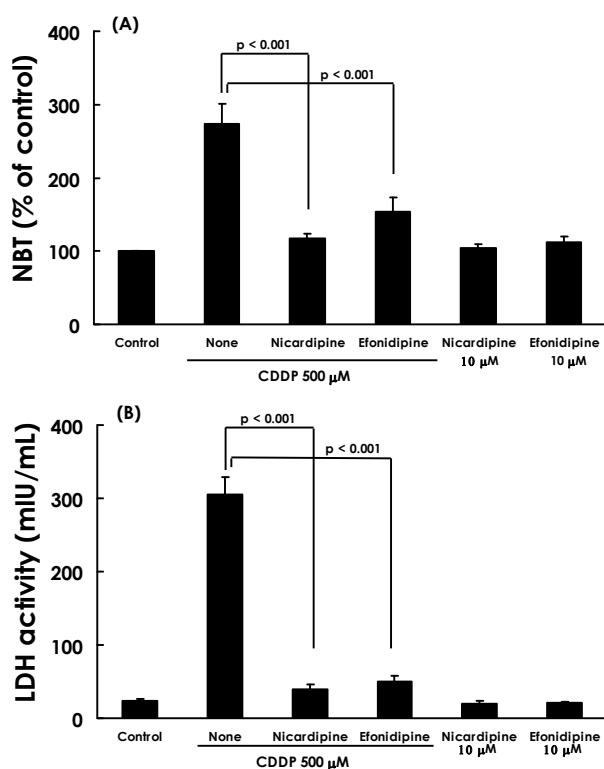 (A)
p < 0.001
p < 0.001
NBT (% of control)
400
300
200
100
0
Control None Nicardipine Efonidipine Nicardipine Efonidipine
10 µM 10 µM
CDDP 500 µM
(B)
p < 0.001
p < 0.001
LDH activity (mIU/mL)
400
300
200
100
0
Control None Nicardipine Efonidipine Nicardipine Efonidipine
10 µM 10 µM
CDDP 500 µM